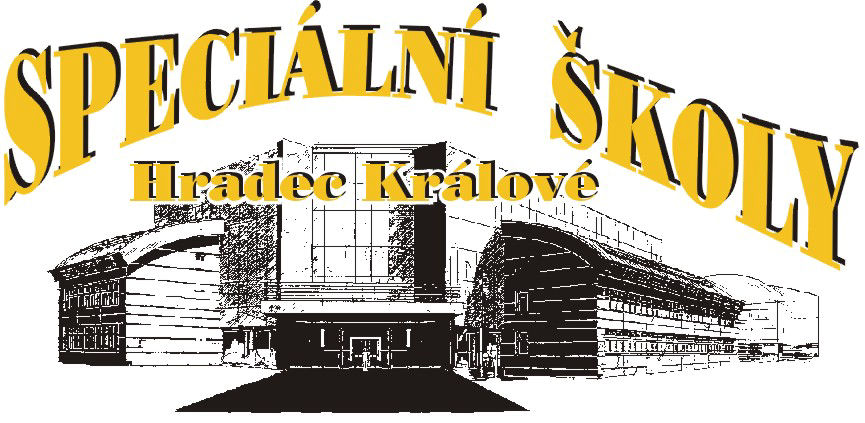 SPECIÁLNÍ ŠKOLY
Hradec Králové